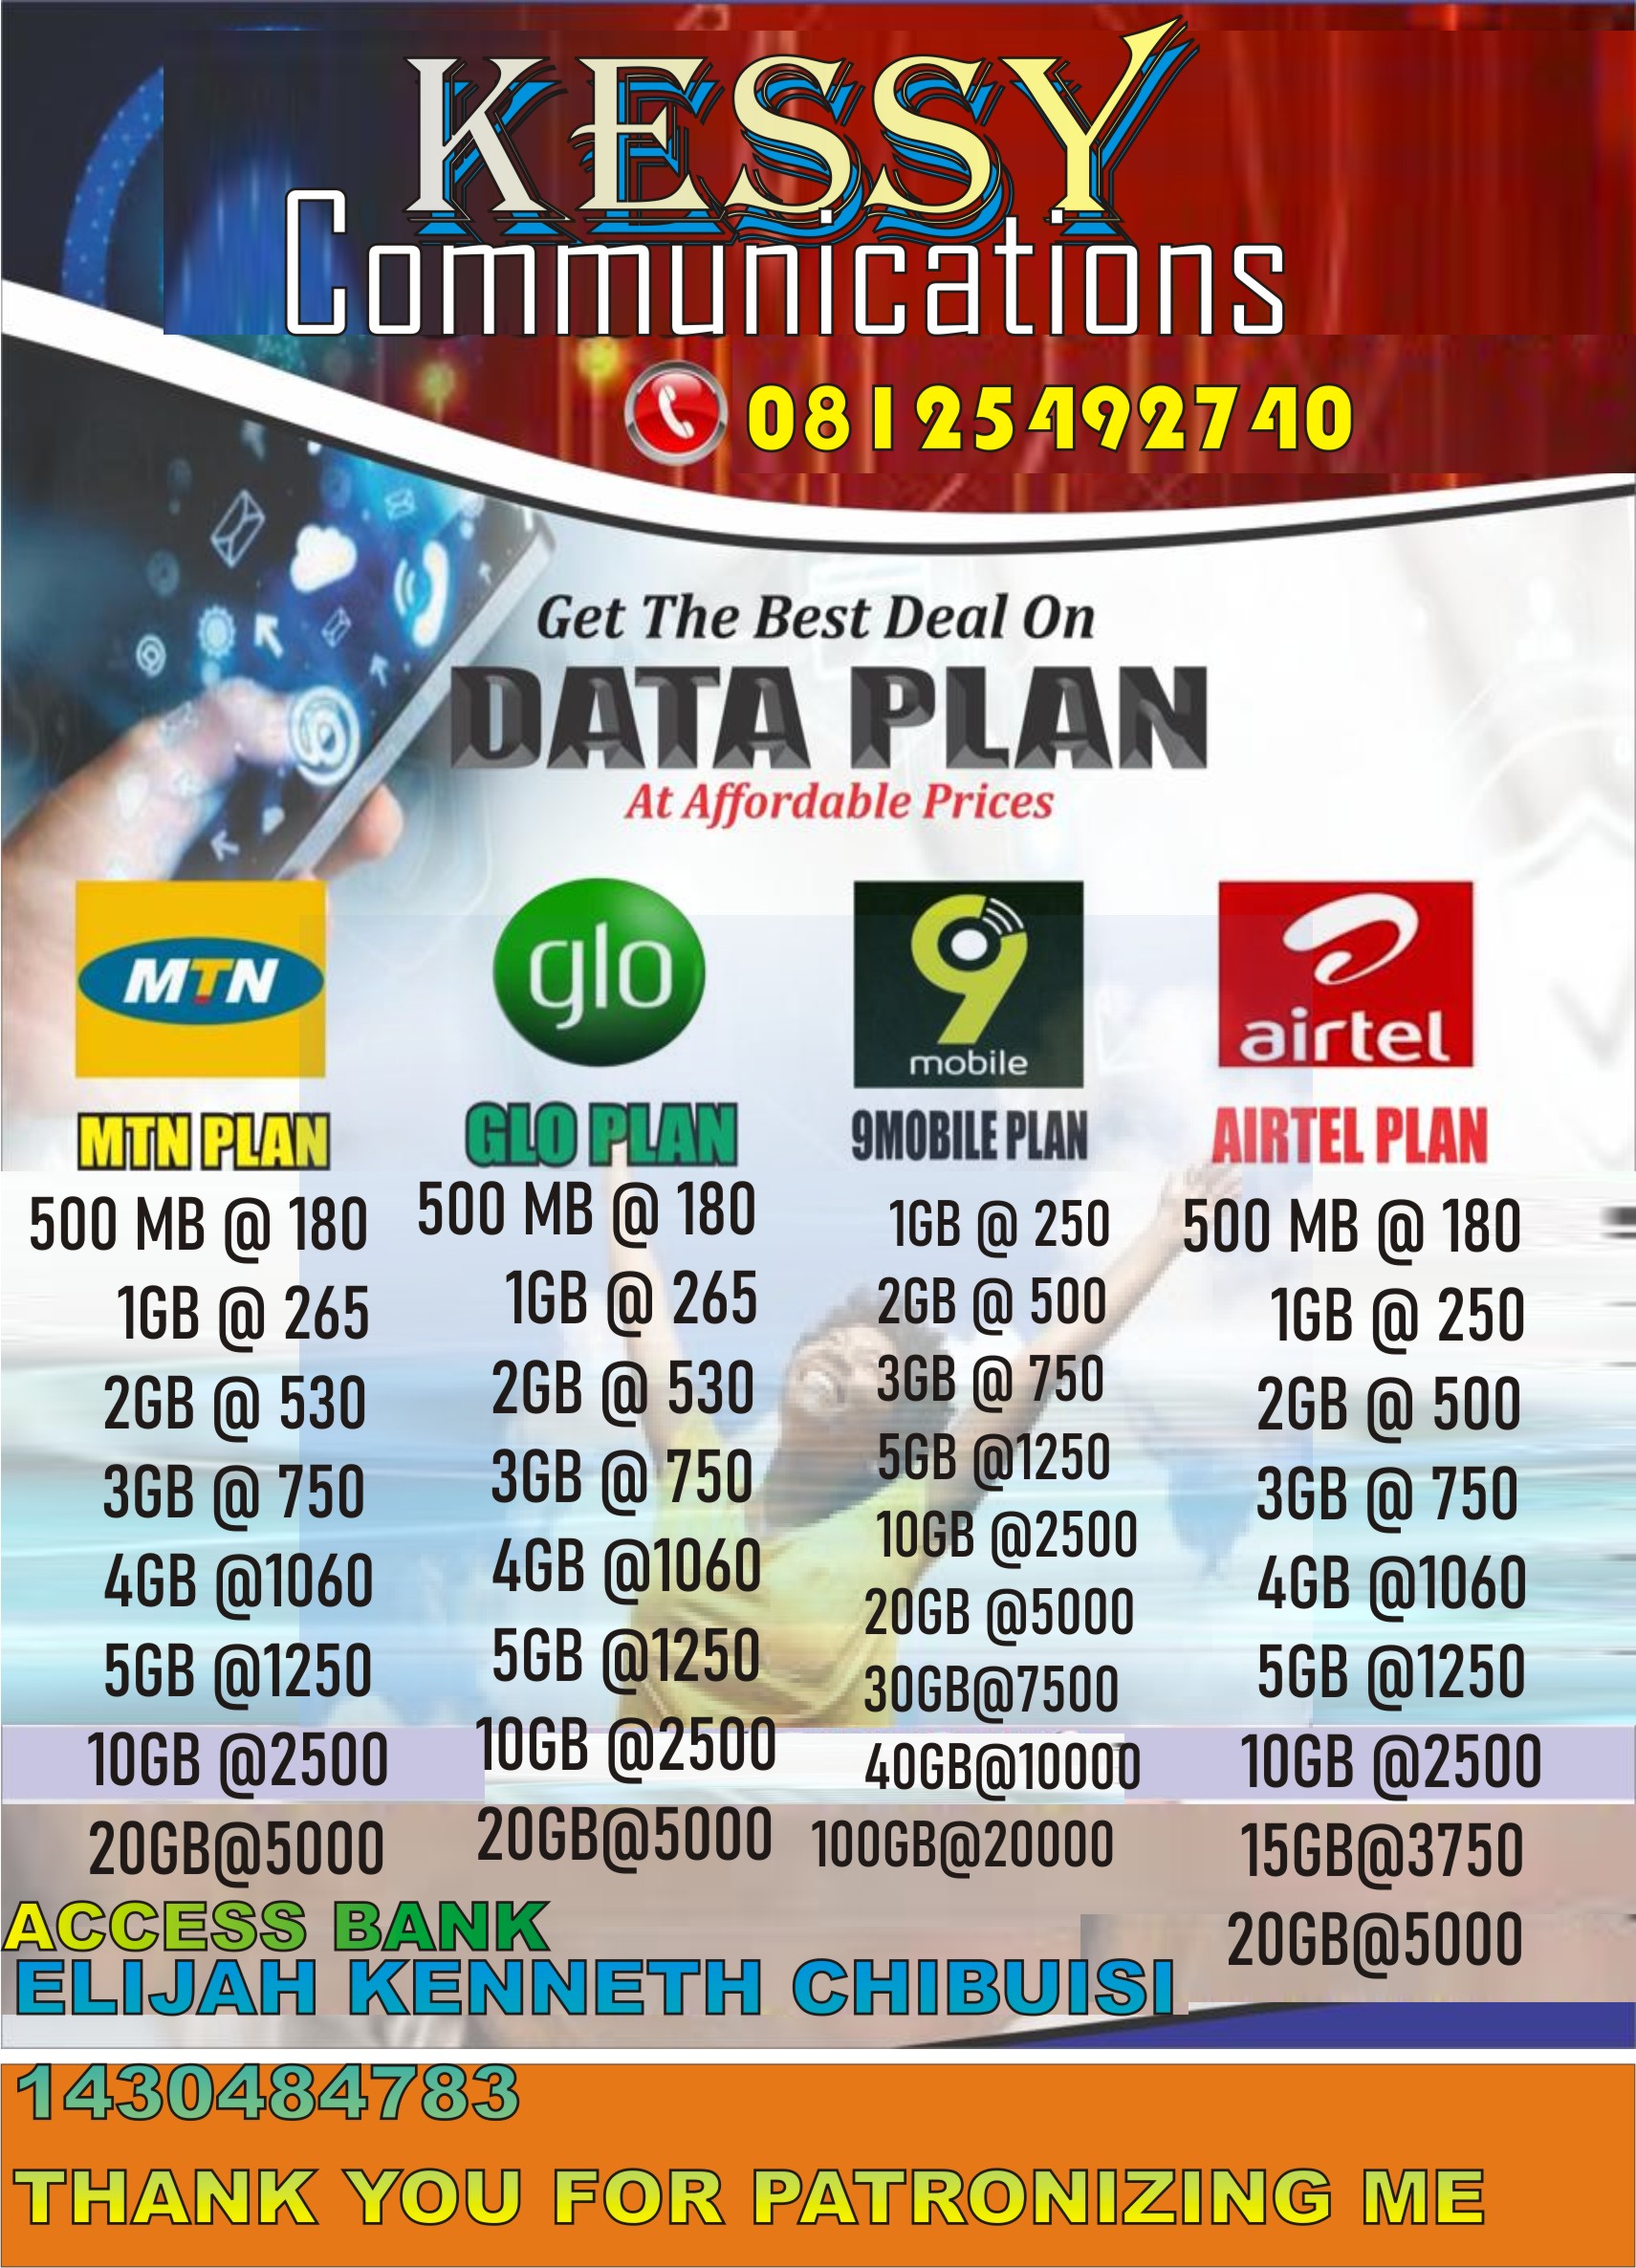 KESSY
Communications
08125492740
Get The Best Deal On
DATA PLAN
At Affordable Prices
MTN
glo
9
mobile
airtel
MTN PLAN
500 MB @ 180
1GB @ 265
2GB @ 530
3GB @ 750
4GB @1060
5GB @1250
10GB @2500
20GB@5000
GLO PLAN
500 MB @ 180
1GB @ 265
2GB @ 530
3GB @ 750
4GB @1060
5GB @1250
10GB @2500
20GB@5000
9MOBILE PLAN
1GB @ 250
2GB @ 500
3GB @ 750
5GB @1250
10GB @2500
20GB @5000
30GB@7500
40GB@10000
100GB@20000
AIRTEL PLAN
500 MB @ 180
1GB @ 250
2GB @ 500
3GB @ 750
4GB @1060
5GB @1250
10GB @2500
15GB@3750
20GB@5000
ACCESS BANK
ELIJAH KENNETH CHIBUISI
1430484783
THANK YOU FOR PATRONIZING ME